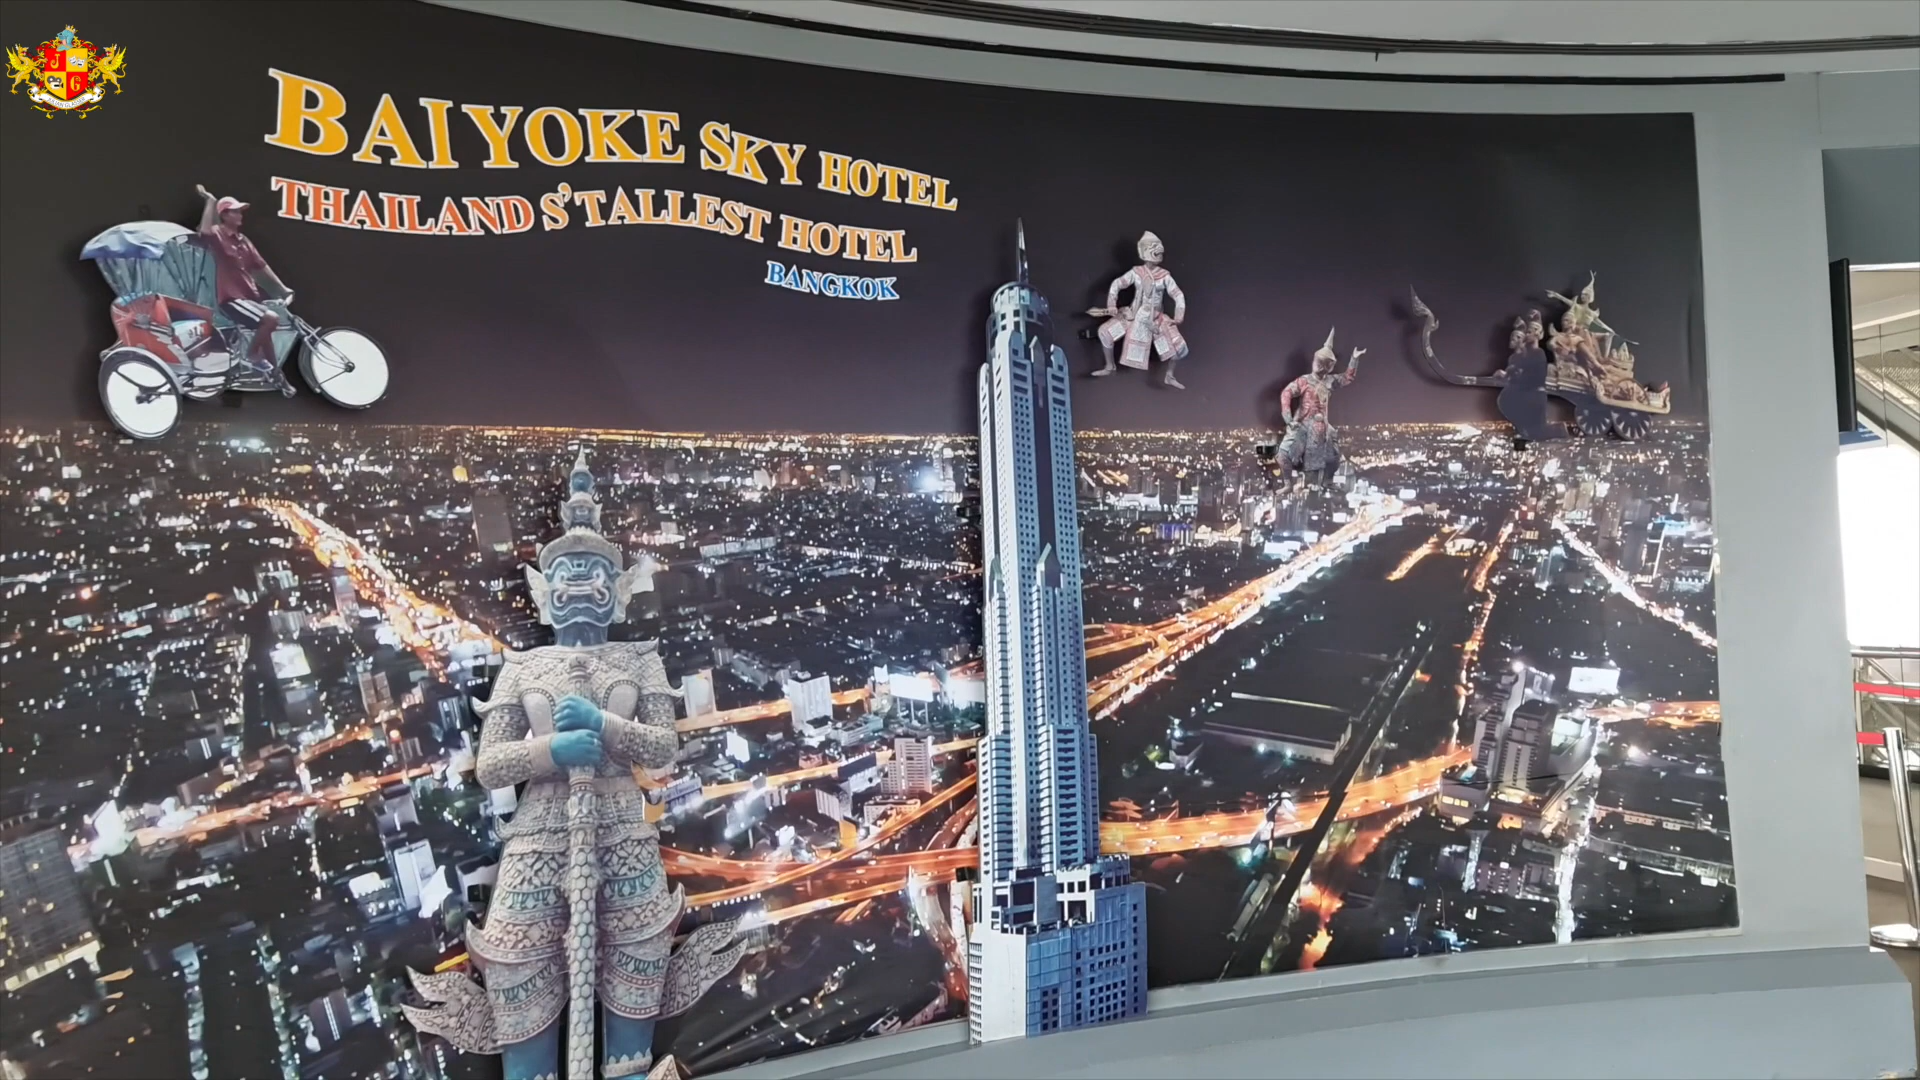 J G
BAIYOKE SKY HOTEL
THAILAND S'TALLEST HOTEL
BANGKOK